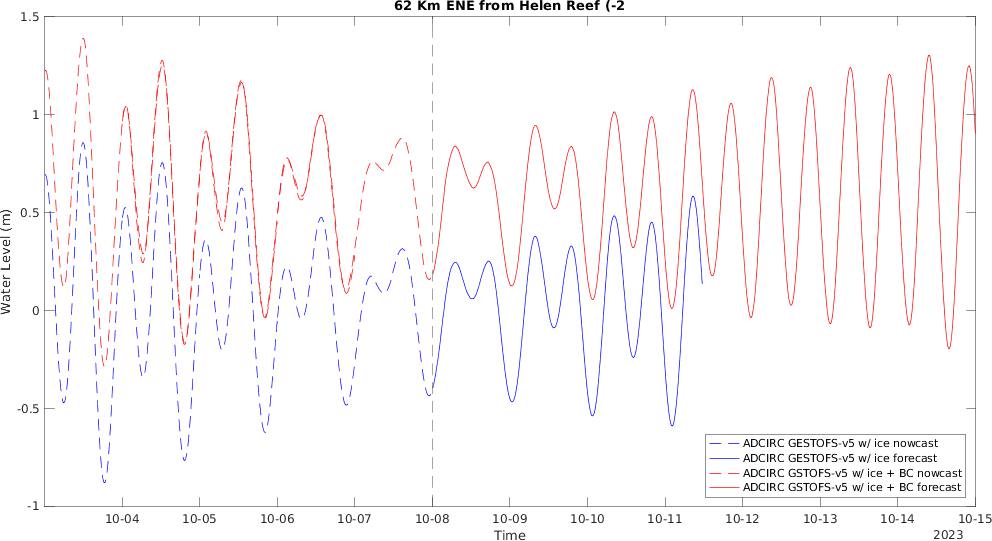 62 Km ENE from Helen Reef (-2
1.5
1
0.5
0
-0.5
-1
Water Level (m)
10-04
10-05
10-06
10-07
10-08
10-09
10-10
10-11
10-12
10-13
10-14
10-15
Time
2023
ADCIRC GESTOFS-v5 w/ ice nowcast
ADCIRC GESTOFS-v5 w/ ice forecast
ADCIRC GSTOFS-v5 w/ ice + BC nowcast
ADCIRC GSTOFS-v5 w/ ice + BC forecast